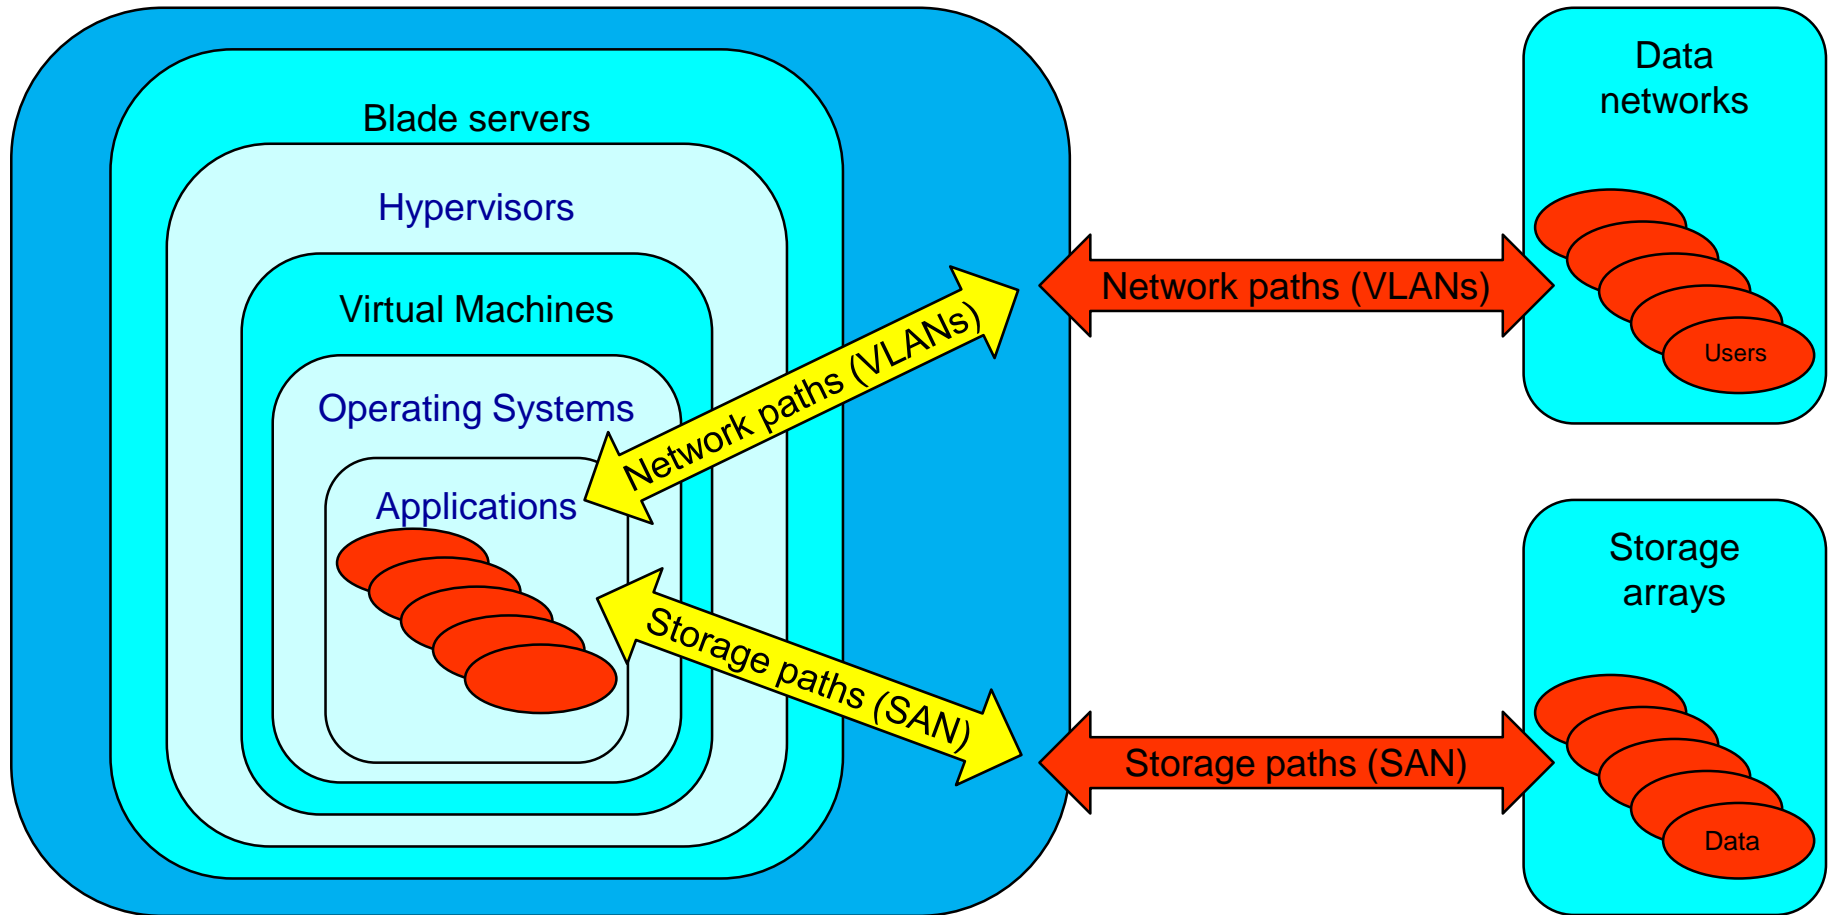 Blade servers
Hypervisors
Virtual Machines
Operating Systems
Applications
Network paths (VLANs)
Storage paths (SAN)
Network paths (VLANs)
Storage paths (SAN)
Data
networks
Users
Storage
arrays
Data